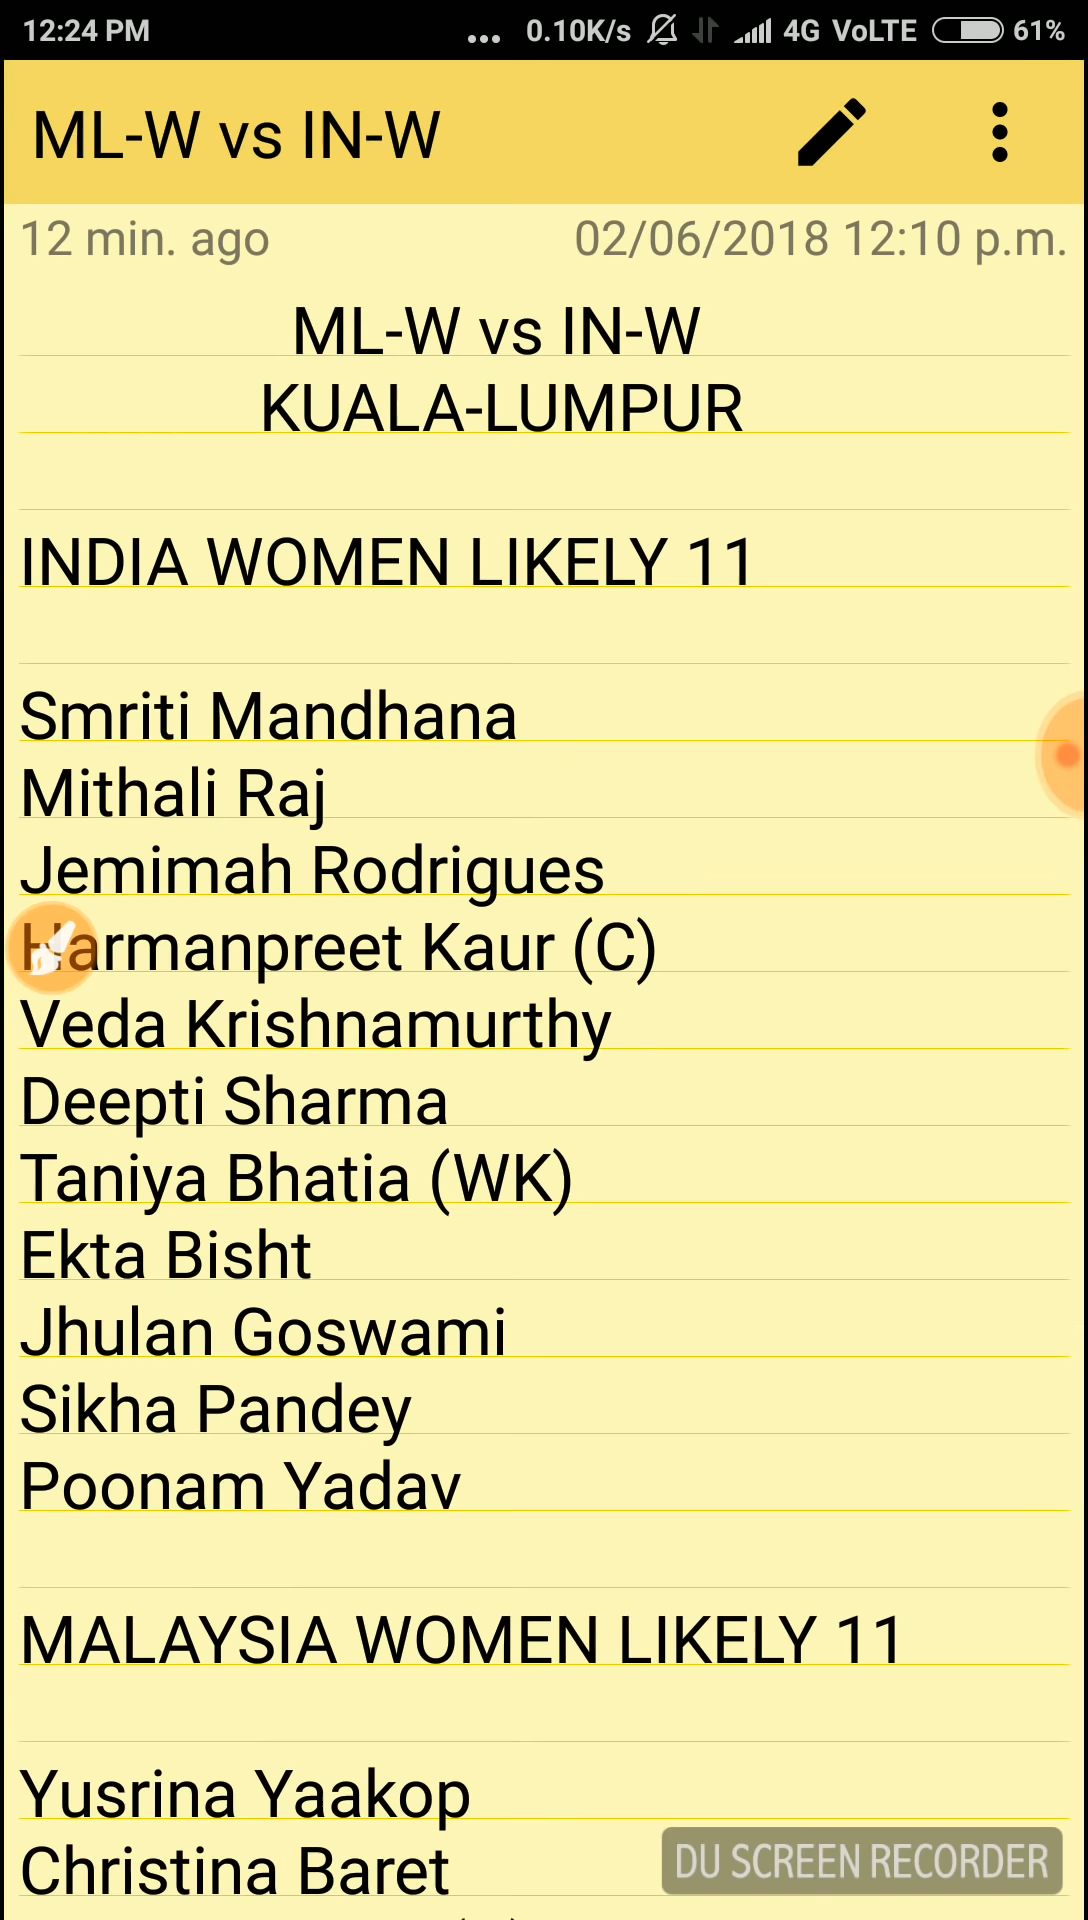 12:24 PM ... 0.10K/s 4G VoLTE 61%
ML-W vs IN-W
12 min. ago 02/06/2018 12:10 p.m.
ML-W vs IN-W
KUALA-LUMPUR
INDIA WOMEN LIKELY 11
Smriti Mandhana
Mithali Raj
Jemimah Rodrigues
Harmanpreet Kaur (C)
Veda Krishnamurthy
Deepti Sharma
Taniya Bhatia (WK)
Ekta Bisht
Jhulan Goswami
Sikha Pandey
Poonam Yadav
MALAYSIA WOMEN LIKELY 11
Yusrina Yaakop
Christina Baret
DU SCREEN RECORDER